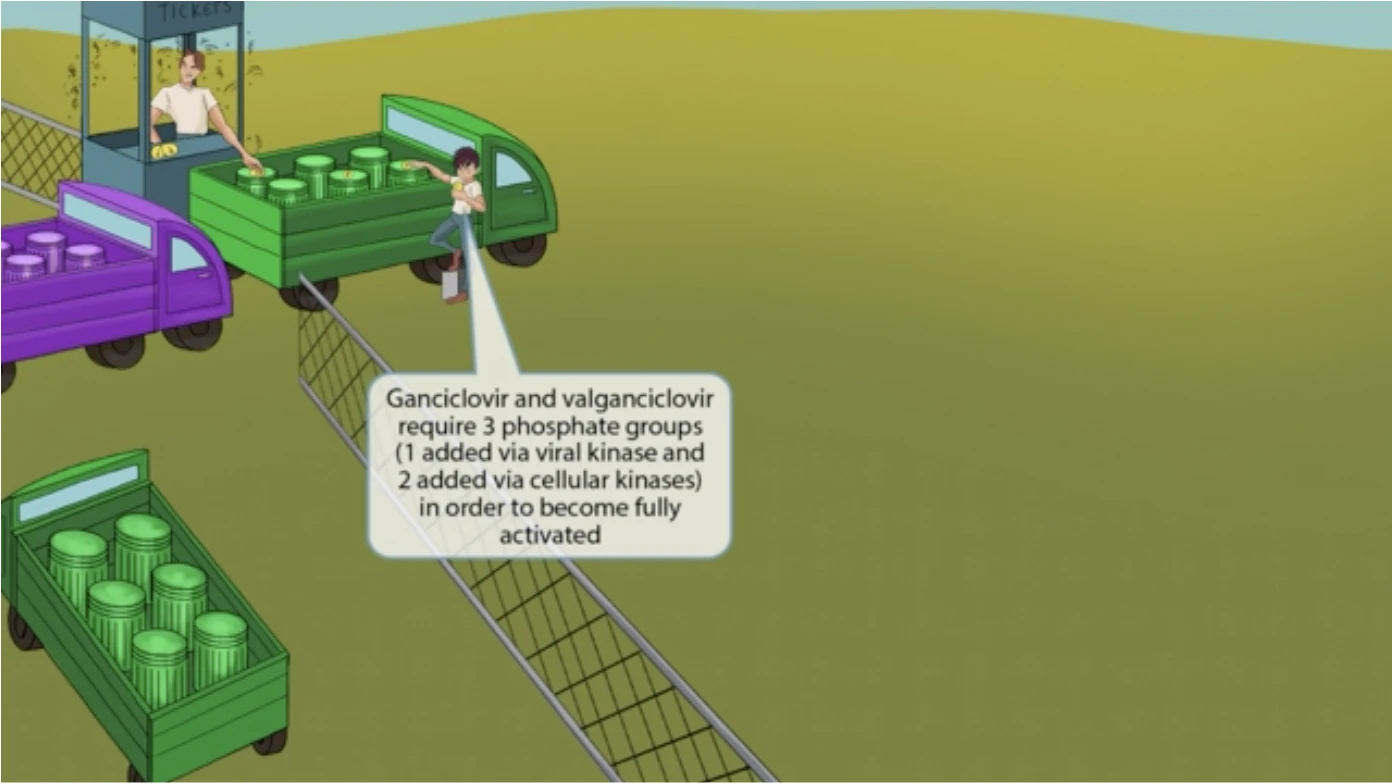 TICKETS
Ganciclovir and valganciclovir
require 3 phosphate groups
(1 added via viral kinase and
2 added via cellular kinases)
in order to become fully
activated